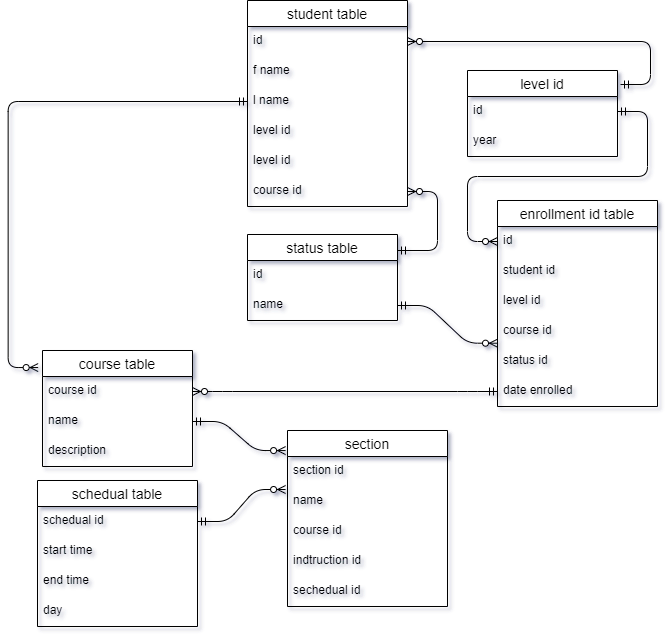 student table
id
f name
l name
level id
level id
course id
level id
id
year
enrollment id table
id
student id
level id
course id
status id
date enrolled
status table
id
name
course table
course id
name
description
section
section id
name
course id
indtruction id
sechedual id
schedual table
schedual id
start time
end time
day